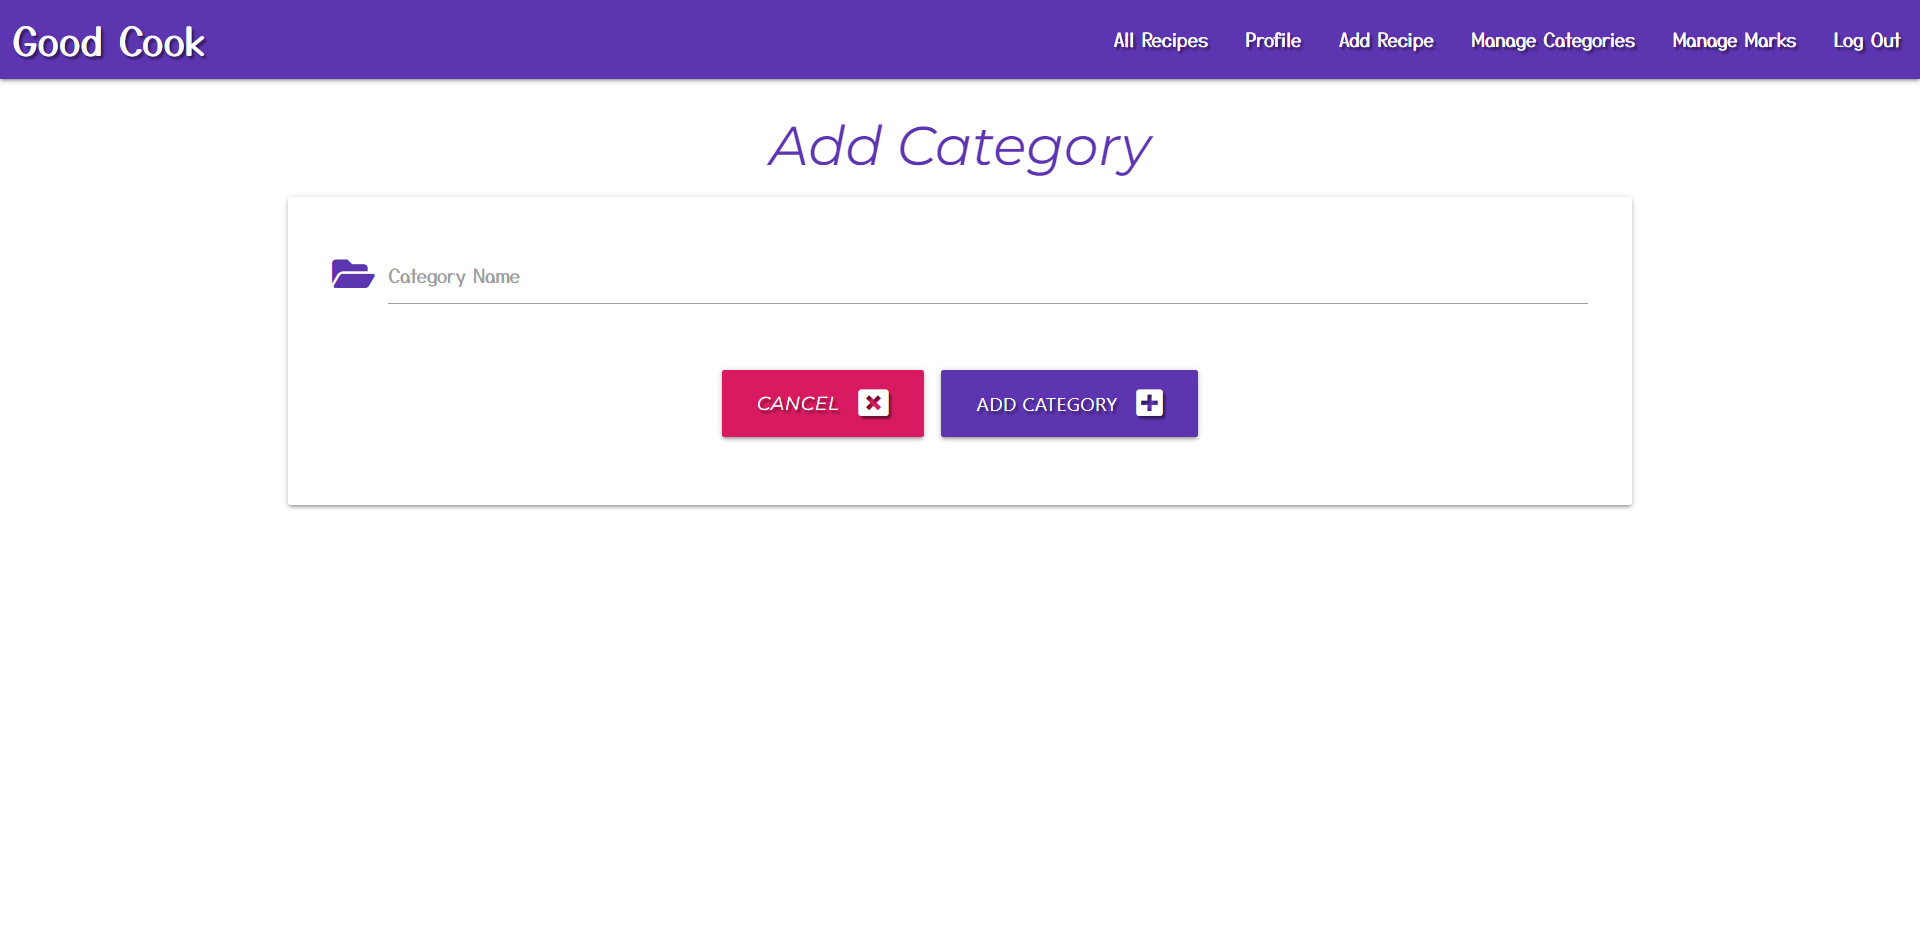 Good Cook
All Recipes Profile Add Recipe Manage Categories Manage Marks Log Out
Add Category
Category Name
CANCEL ADD CATEGORY